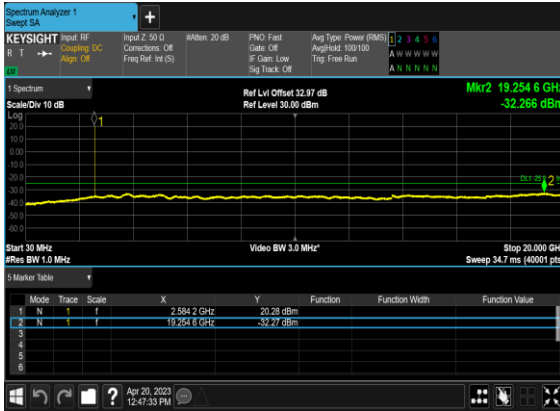 Spectrum Analyzer 1
Swept SA
+
KEYSIGHT Input: RF Input Z: 50 Ω #Atten: 20 dB PNO: Fast Avg Type: Power (RMS) 1 2 3 4 5 6
R T Coupling: DC Corrections: Off Gate: Off Avg|Hold: 100/100 A W W W W W
Align: Off Freq Ref: Int (S) IF Gain: Low Trig: Free Run
Sig Track: Off A N N N N N
1 Spectrum
Ref Lvl Offset 32.97 dB Mkr2 19.254 6 GHz
Scale/Div 10 dB Ref Level 30.00 dBm -32.266 dBm
Log
1
20.0
10.0
0.00
-10.0
-20.0
2
-30.0
-40.0
-50.0
-60.0
Start 30 MHz Video BW 3.0 MHz* Stop 20.000 GH
#Res BW 1.0 MHz Sweep 34.7 ms (40001 pts
5 Marker Table
Mode Trace Scale X Y Function Function Width Function Value
1 N 1 f 2.584 2 GHz 20.28 dBm
2 N 1 f 19.254 6 GHz -32.27 dBm
3
4
5
6
?
Apr 20, 2023
12:47:33 PM